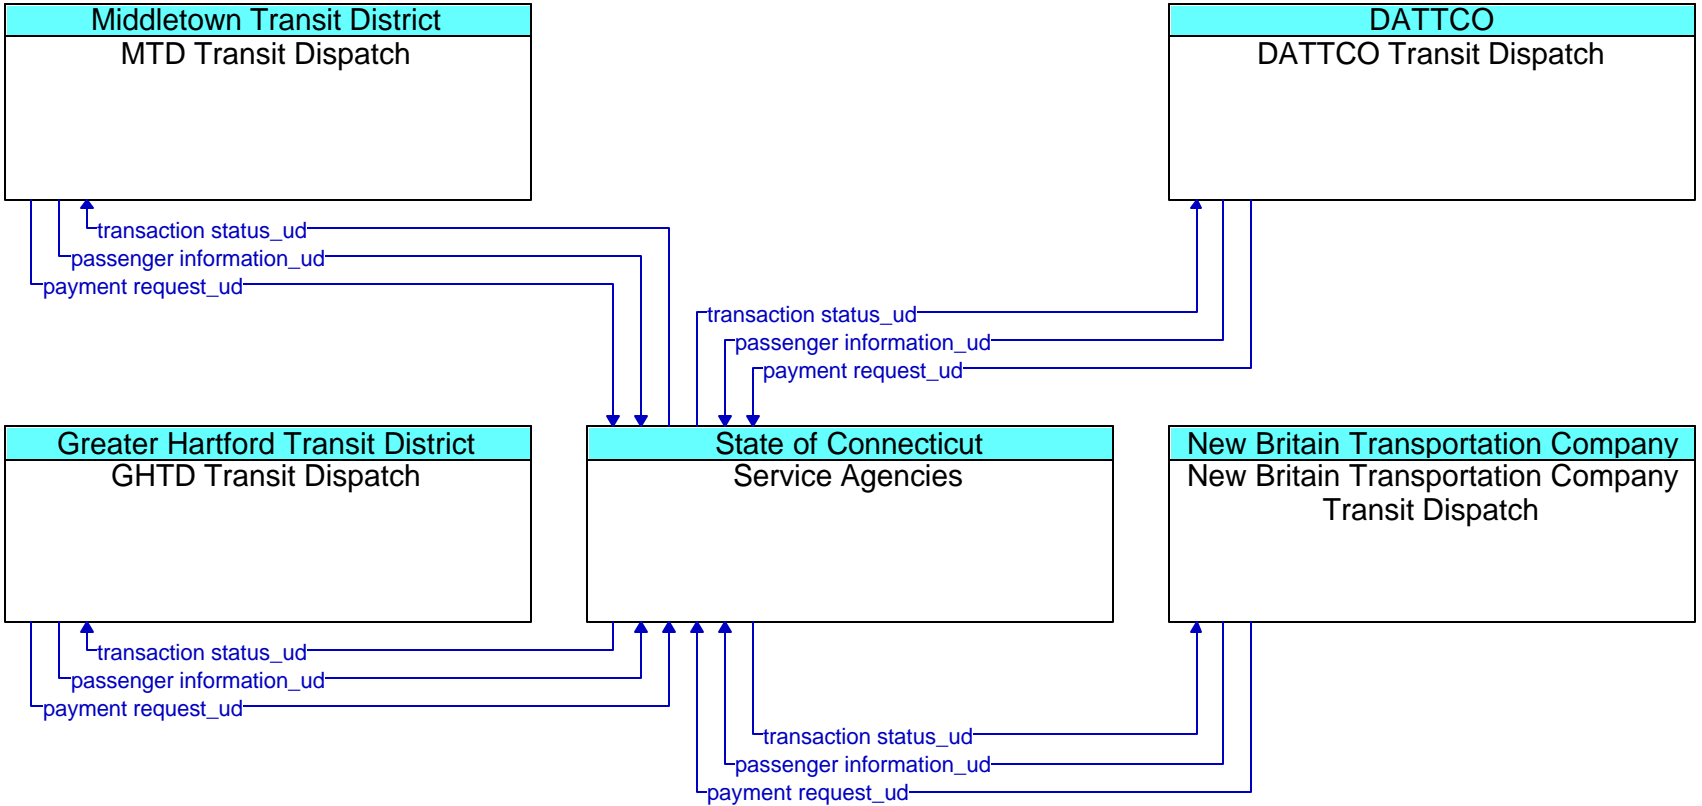 Middletown Transit District
MTD Transit Dispatch
DATTCO
DATTCO Transit Dispatch
transaction status_ud
passenger information_ud
payment request_ud
transaction status_ud
passenger information_ud
payment request_ud
Greater Hartford Transit District
GHTD Transit Dispatch
State of Connecticut
Service Agencies
New Britain Transportation Company
New Britain Transportation Company
Transit Dispatch
transaction status_ud
passenger information_ud
payment request_ud
transaction status_ud
passenger information_ud
payment request_ud